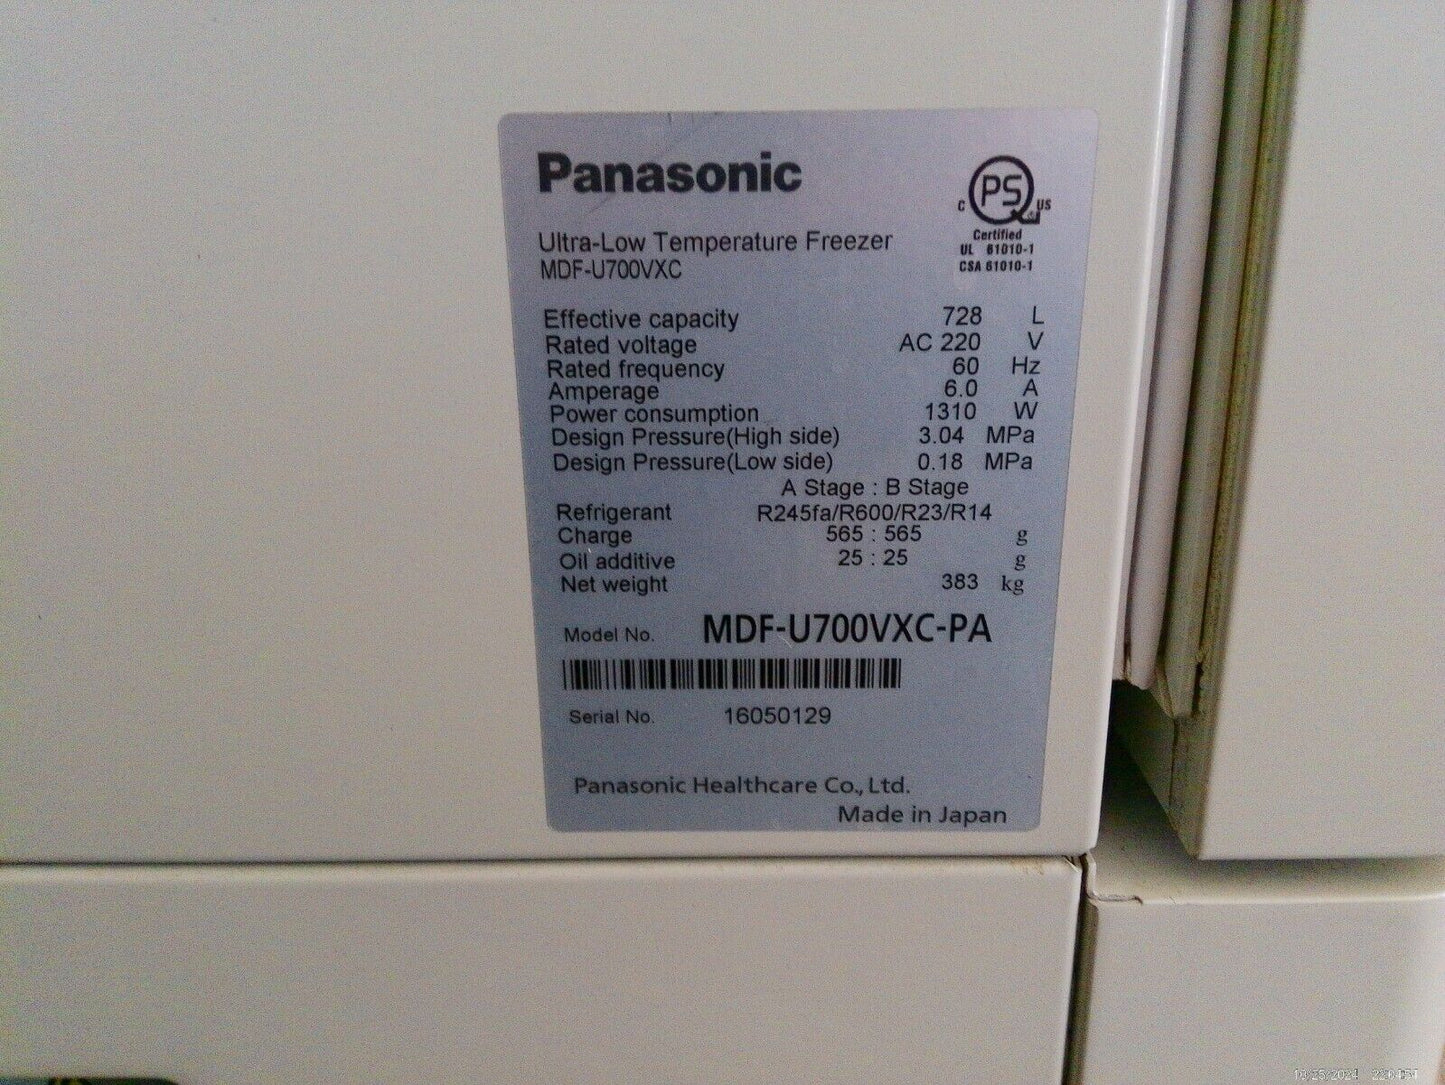 Panasonic
C PS US
Certified
UL 61010-1
CSA 61010-1
Ultra-Low Temperature Freezer
MDF-U700VXC
Effective capacity 728 L
Rated voltage AC 220 V
Rated frequency 60 Hz
Amperage 6.0 A
Power consumption 1310 W
Design Pressure(High side) 3.04 MPa
Design Pressure(Low side) 0.18 MPa
A Stage : B Stage
Refrigerant R245fa/R600/R23/R14
Charge 565 : 565 g
Oil additive 25 : 25 g
Net weight 383 kg
Model No. MDF-U700VXC-PA
Serial No. 16050129
Panasonic Healthcare Co., Ltd.
Made in Japan
10/25/2024